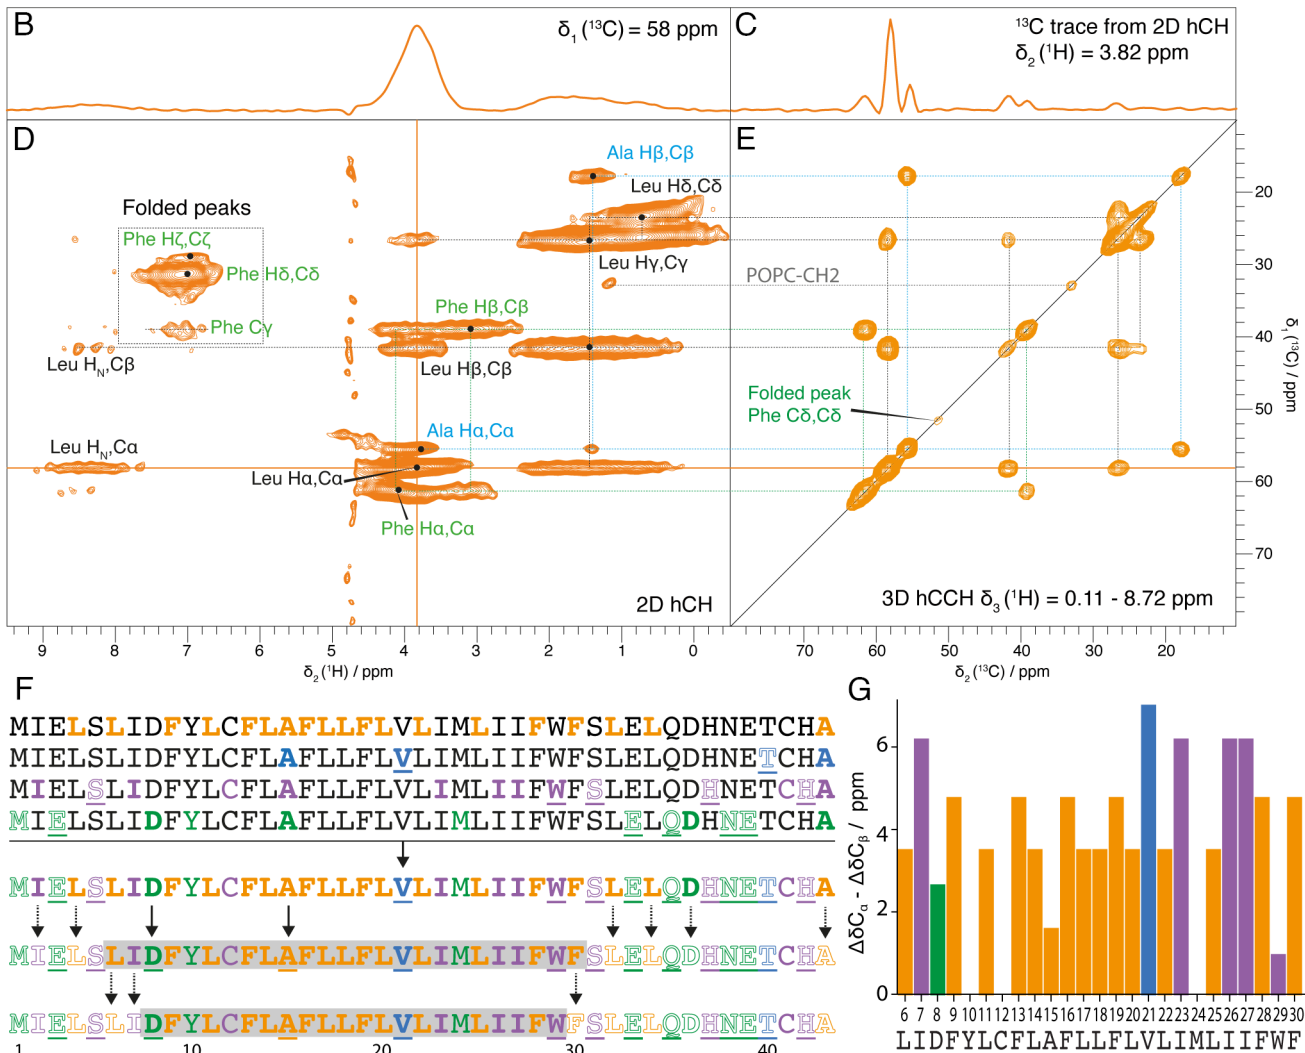 B
δ₁ (¹³C) = 58 ppm
C
¹³C trace from 2D hCH
δ₂ (¹H) = 3.82 ppm
D
Ala Hβ,Cβ
Leu Hδ,Cδ
Folded peaks
Phe Hζ,Cζ
Phe Hδ,Cδ
Leu Hγ,Cγ
Phe Hβ,Cβ
Phe Cγ
Leu H_N,Cβ
Leu Hβ,Cβ
Ala Hα,Cα
Leu H_N,Cα
Leu Hα,Cα
Phe Hα,Cα
2D hCH
9 8 7 6 5 4 3 2 1 0
δ₂ (¹H) / ppm
E
POPC-CH2
Folded peak
Phe Cδ,Cδ
3D hCCH δ₃ (¹H) = 0.11 - 8.72 ppm
20
30
40
50
60
70
δ₁ (¹³C) / ppm
70 60 50 40 30 20
δ₂ (¹³C) / ppm
F
MIELSLIDFYLCFLAFLLFLVLIMLIIFWFSLELQDHNETCHA
MIELSLIDFYLCFLAFLLFLVLIMLIIFWFSLELQDHNETCHA
MIELSLIDFYLCFLAFLLFLVLIMLIIFWFSLELQDHNETCHA
MIELSLIDFYLCFLAFLLFLVLIMLIIFWFSLELQDHNETCHA
MIELSLIDFYLCFLAFLLFLVLIMLIIFWFSLELQDHNETCHA
MIELSLIDFYLCFLAFLLFLVLIMLIIFWFSLELQDHNETCHA
MIELSLIDFYLCFLAFLLFLVLIMLIIFWFSLELQDHNETCHA
1 10 20 30 40
G
ΔδCα - ΔδCβ / ppm
6
4
2
0
6 7 8 9 10 11 12 13 14 15 16 17 18 19 20 21 22 23 24 25 26 27 28 29 30
LIDFYLCFLAFLLFLVLIMLIIFWF